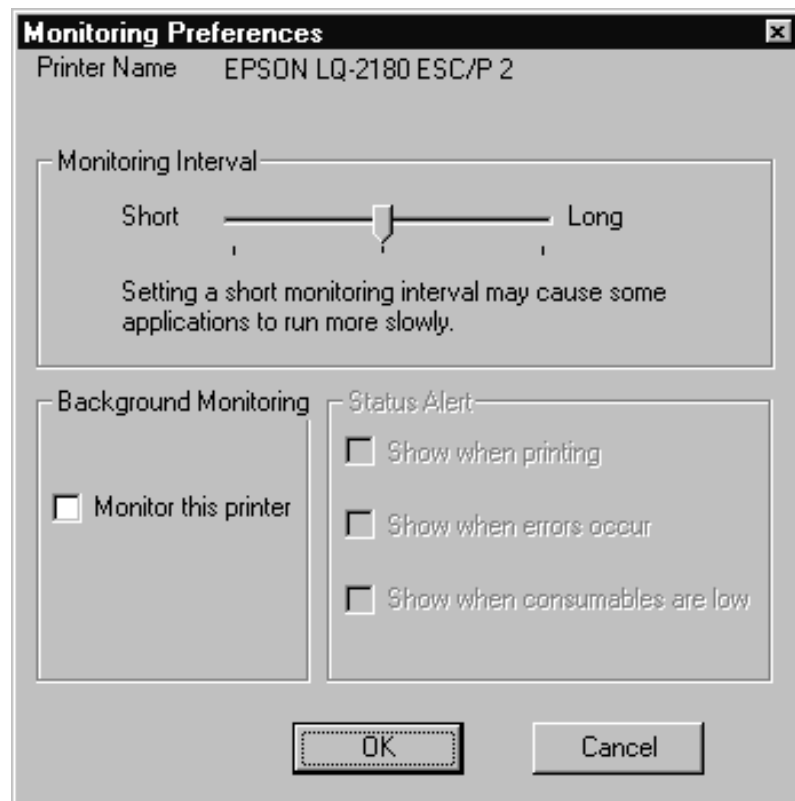 Monitoring Preferences
Printer Name EPSON LQ-2180 ESC/P 2
Monitoring Interval
Short Long
Setting a short monitoring interval may cause some
applications to run more slowly.
Background Monitoring
Monitor this printer
Status Alert
Show when printing
Show when errors occur
Show when consumables are low
OK Cancel